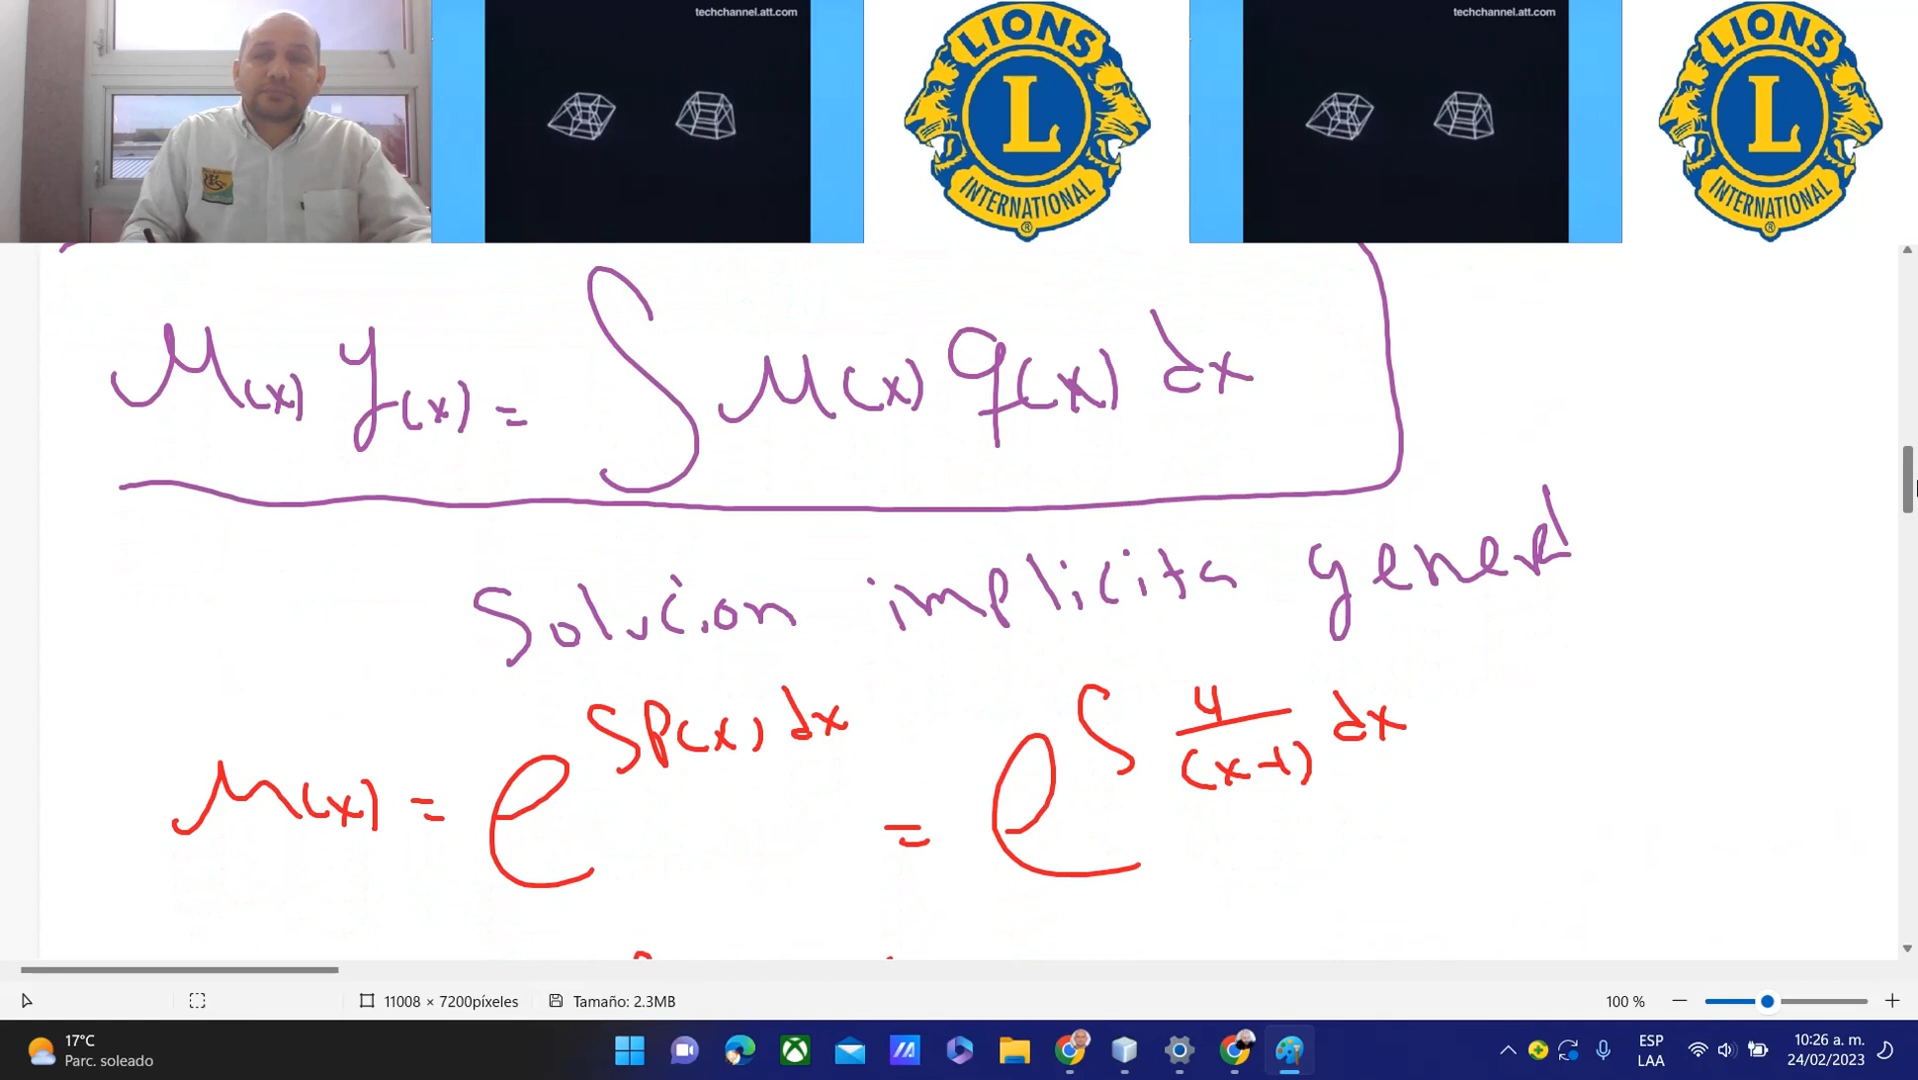 techchannel.att.com
LIONS
L
INTERNATIONAL
®
techchannel.att.com
LIONS
L
INTERNATIONAL
®
M(x) y(x) = ∫ M(x) q(x) dx
Solución implicita general
M(x) = e^∫p(x) dx = e^∫ 4/(x-1) dx
11008 × 7200píxeles
Tamaño: 2.3MB
100 %
17°C
Parc. soleado
ESP
LAA
10:26 a. m.
24/02/2023